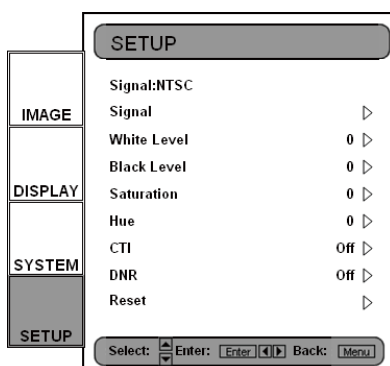 SETUP
Signal:NTSC
Signal
White Level 0
Black Level 0
Saturation 0
Hue 0
CTI Off
DNR Off
Reset
IMAGE
DISPLAY
SYSTEM
SETUP
Select: Enter: Enter Back: Menu